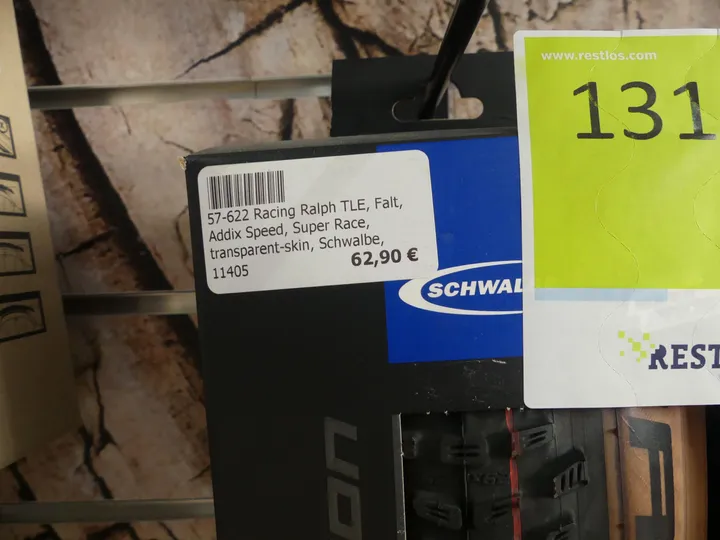 www.restlos.com
131
57-622 Racing Ralph TLE, Falt,
Addix Speed, Super Race,
transparent-skin, Schwalbe,
62,90 €
11405
SCHWAL
REST